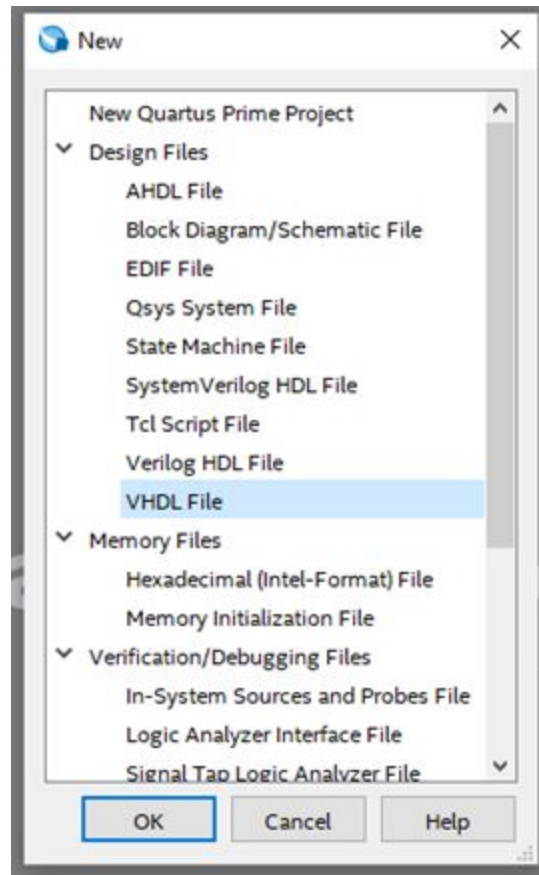 New
New Quartus Prime Project
Design Files
AHDL File
Block Diagram/Schematic File
EDIF File
Qsys System File
State Machine File
SystemVerilog HDL File
Tcl Script File
Verilog HDL File
VHDL File
Memory Files
Hexadecimal (Intel-Format) File
Memory Initialization File
Verification/Debugging Files
In-System Sources and Probes File
Logic Analyzer Interface File
Signal Tap Logic Analyzer File
OK Cancel Help